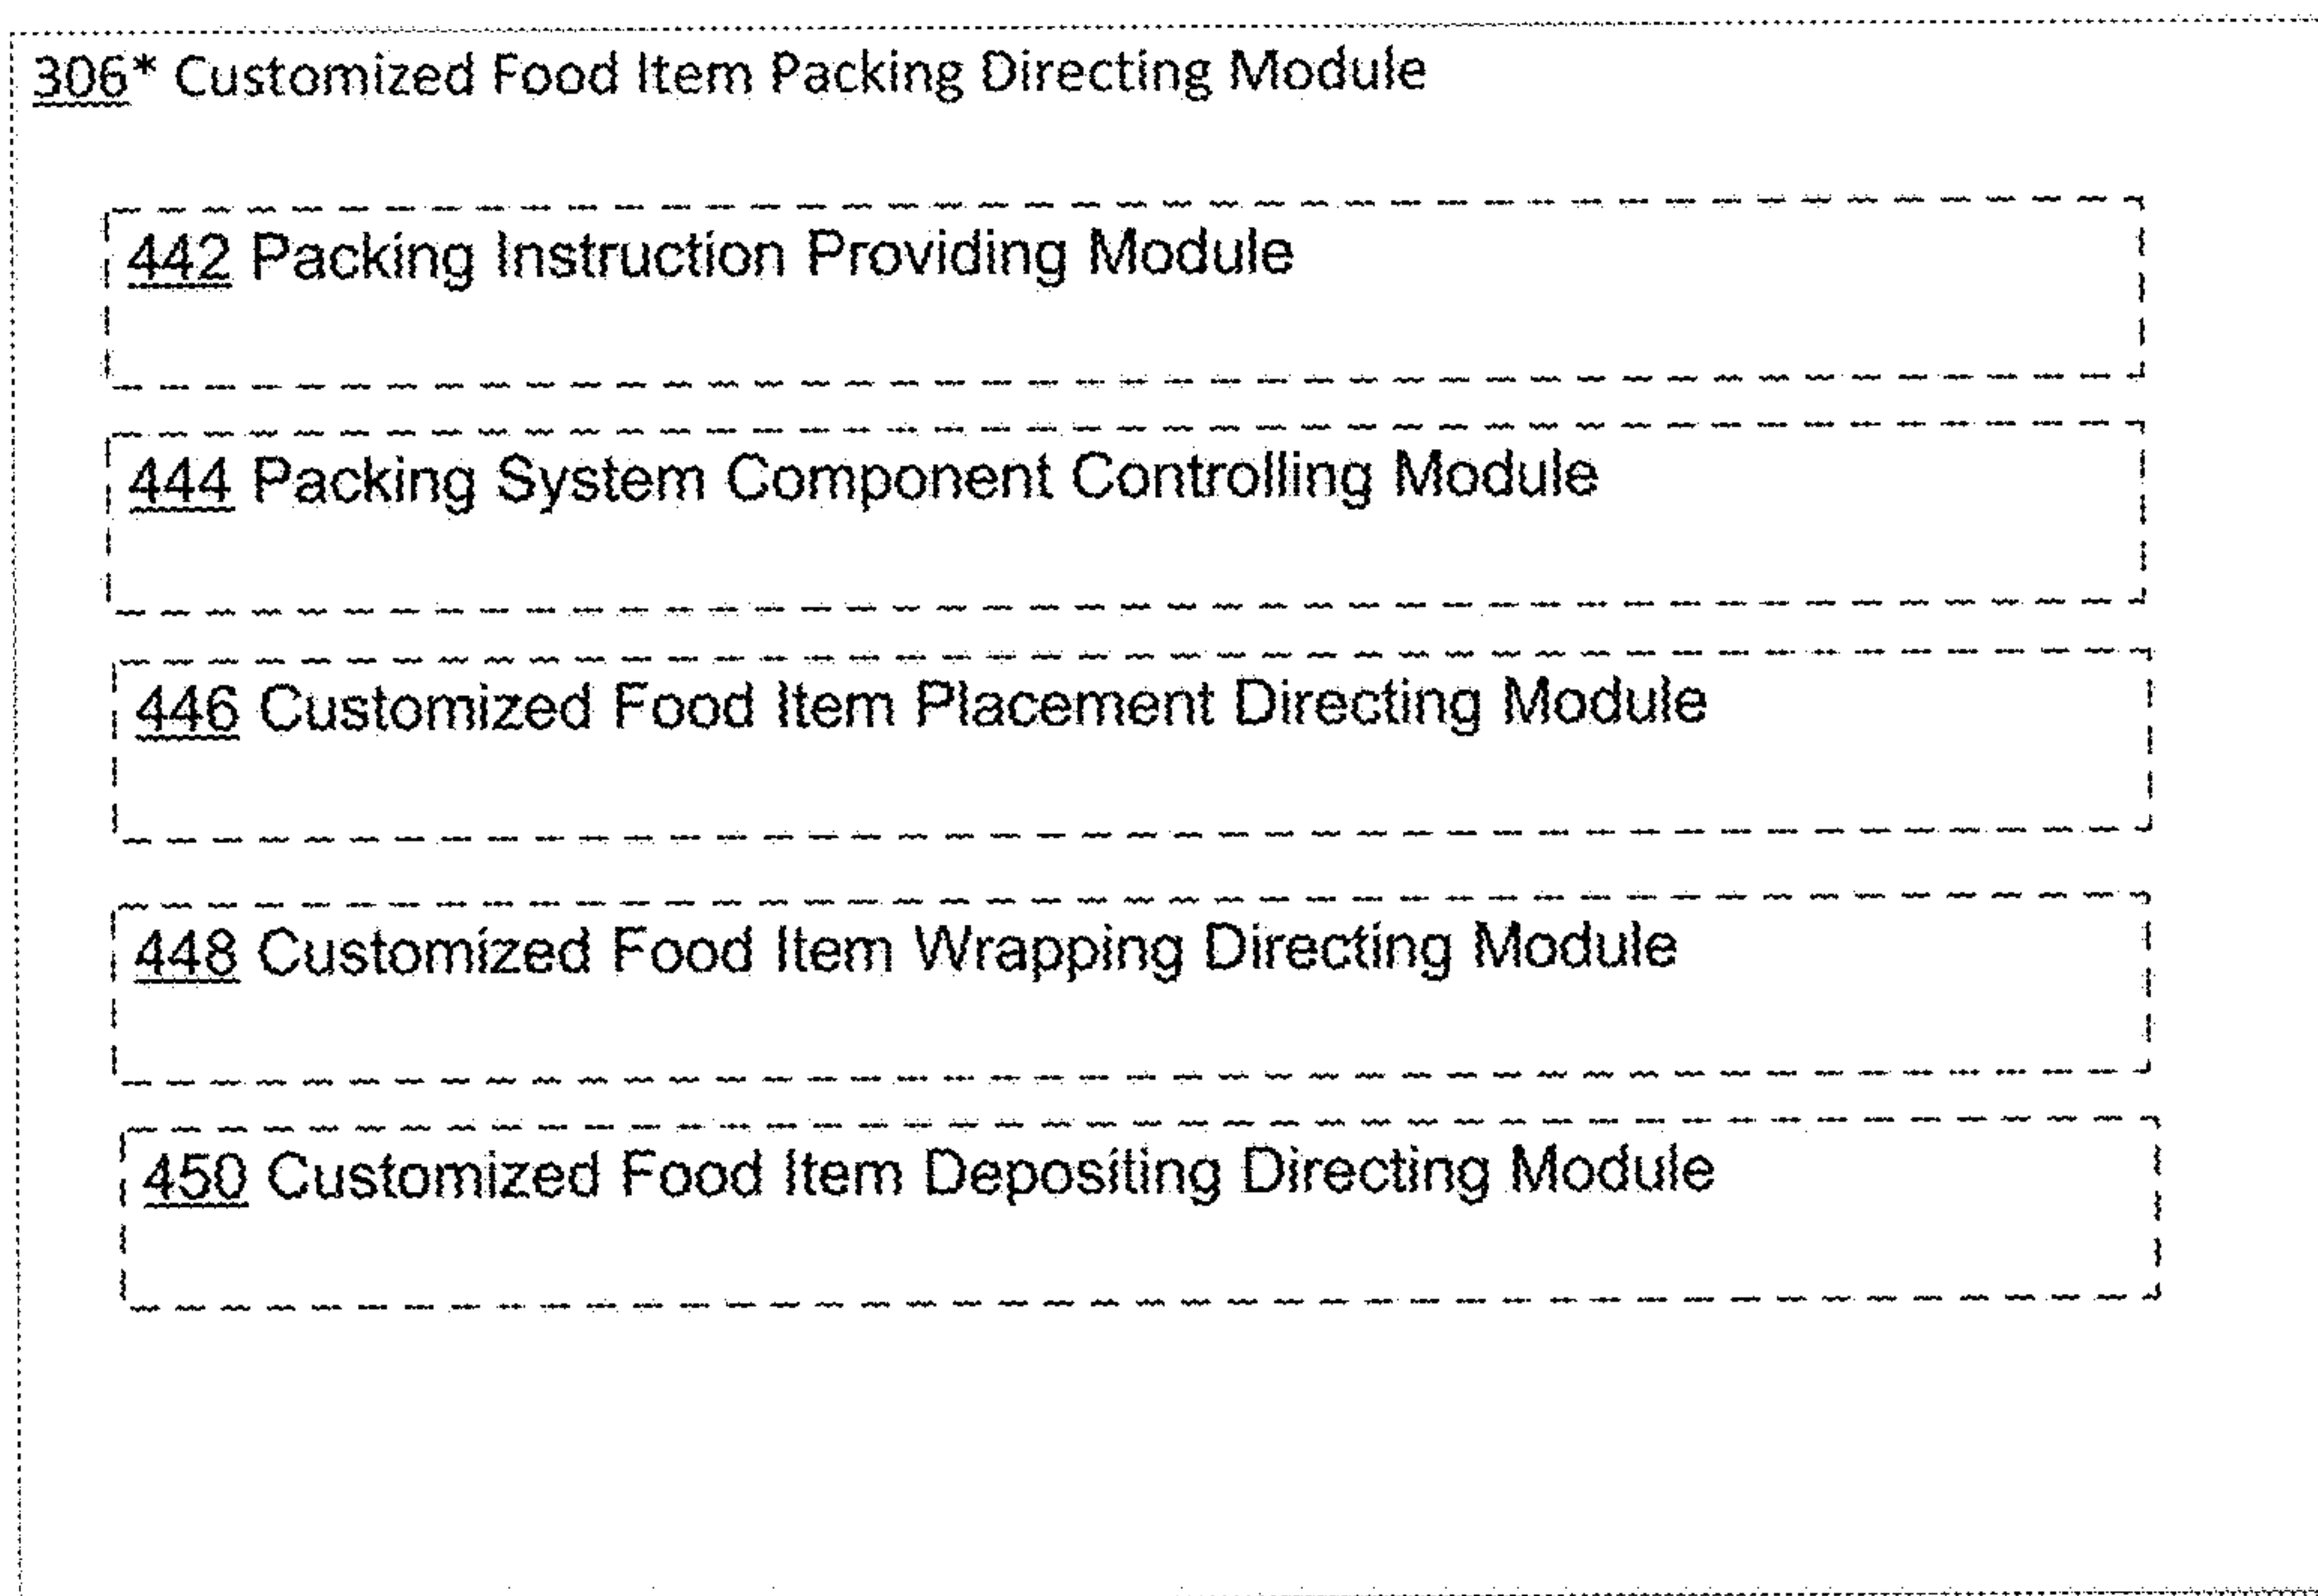 306* Customized Food Item Packing Directing Module
442 Packing Instruction Providing Module
444 Packing System Component Controlling Module
446 Customized Food Item Placement Directing Module
448 Customized Food Item Wrapping Directing Module
450 Customized Food Item Depositing Directing Module